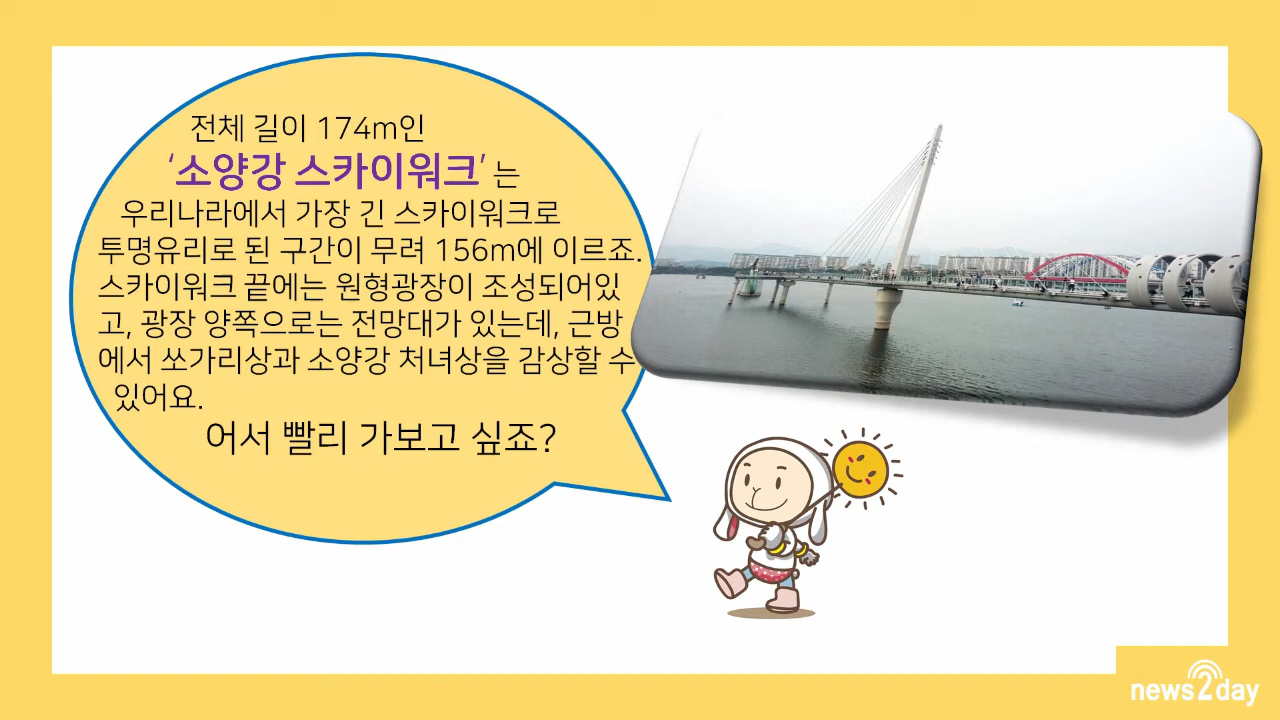 전체 길이 174m인
‘소양강 스카이워크’ 는
우리나라에서 가장 긴 스카이워크로
투명유리로 된 구간이 무려 156m에 이르죠.
스카이워크 끝에는 원형광장이 조성되어있
고, 광장 양쪽으로는 전망대가 있는데, 근방
에서 쏘가리상과 소양강 처녀상을 감상할 수
있어요.
어서 빨리 가보고 싶죠?
news2day